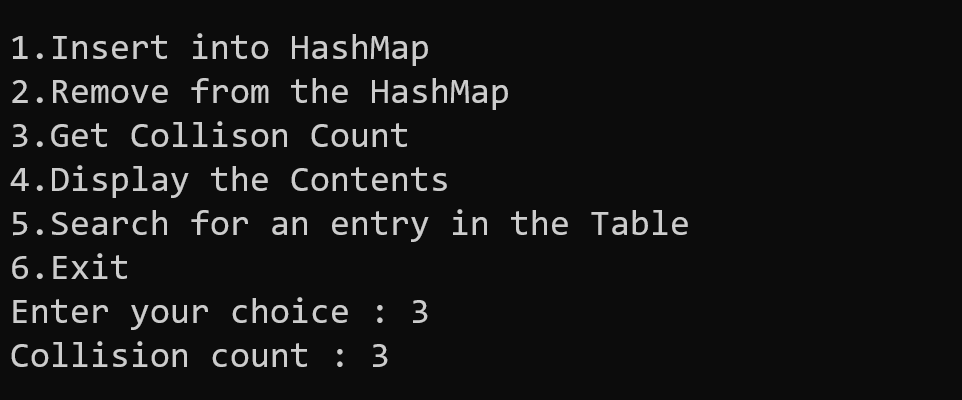 1.Insert into HashMap
2.Remove from the HashMap
3.Get Collison Count
4.Display the Contents
5.Search for an entry in the Table
6.Exit
Enter your choice : 3
Collision count : 3